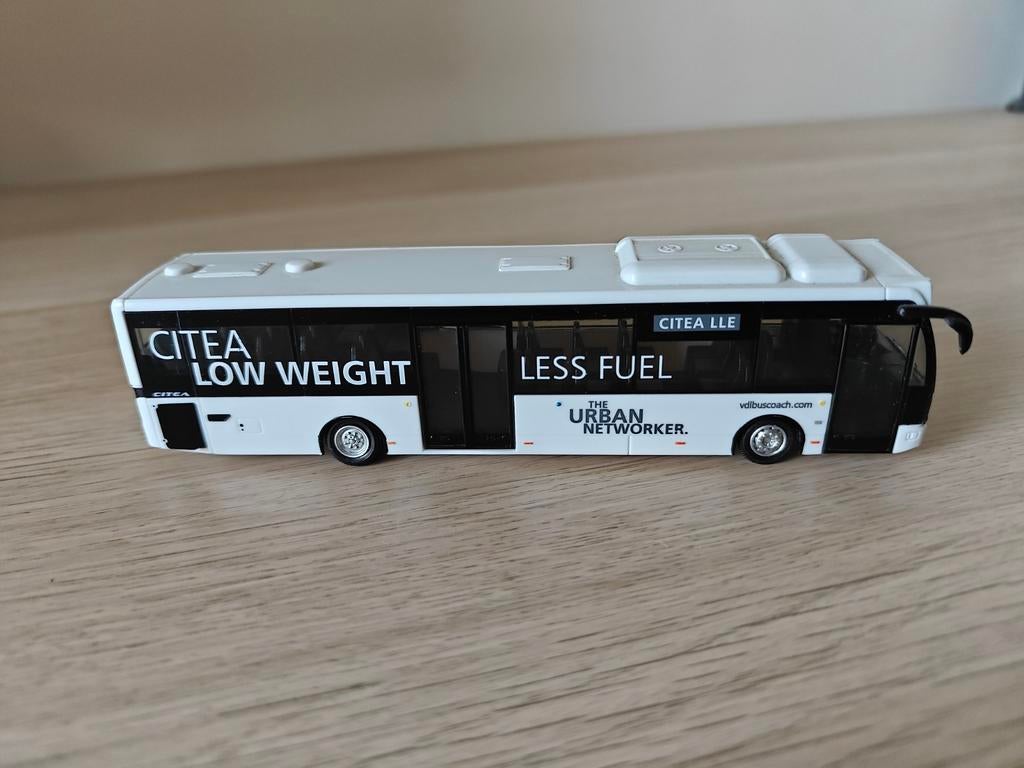 CITEA
LOW WEIGHT
LESS FUEL
CITEA LLE
CITEA
THE
URBAN
NETWORKER.
vdlbuscoach.com